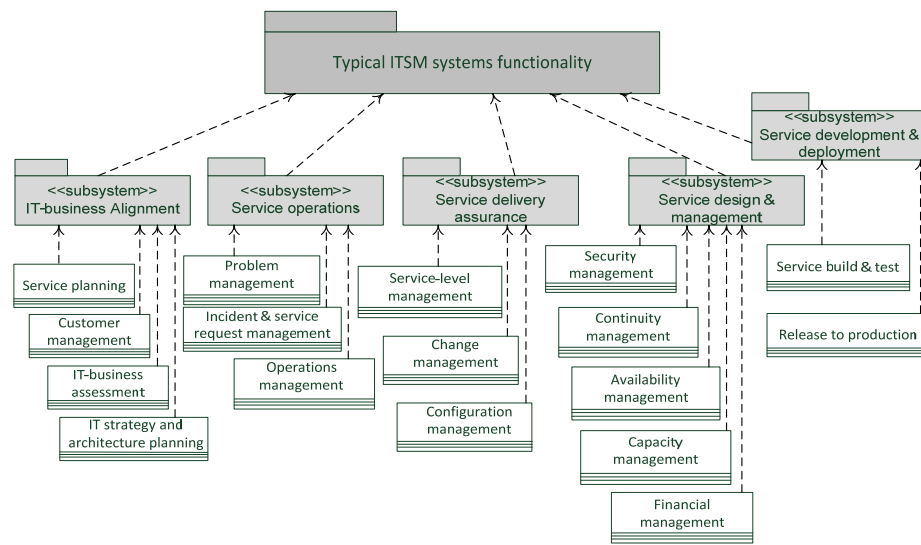 Typical ITSM systems functionality
<<subsystem>>
Service development &
deployment
<<subsystem>>
IT-business Alignment
<<subsystem>>
Service operations
<<subsystem>>
Service delivery
assurance
<<subsystem>>
Service design &
management
Service planning
Customer
management
IT-business
assessment
IT strategy and
architecture planning
Problem
management
Incident & service
request management
Operations
management
Service-level
management
Change
management
Configuration
management
Security
management
Continuity
management
Availability
management
Capacity
management
Financial
management
Service build & test
Release to production